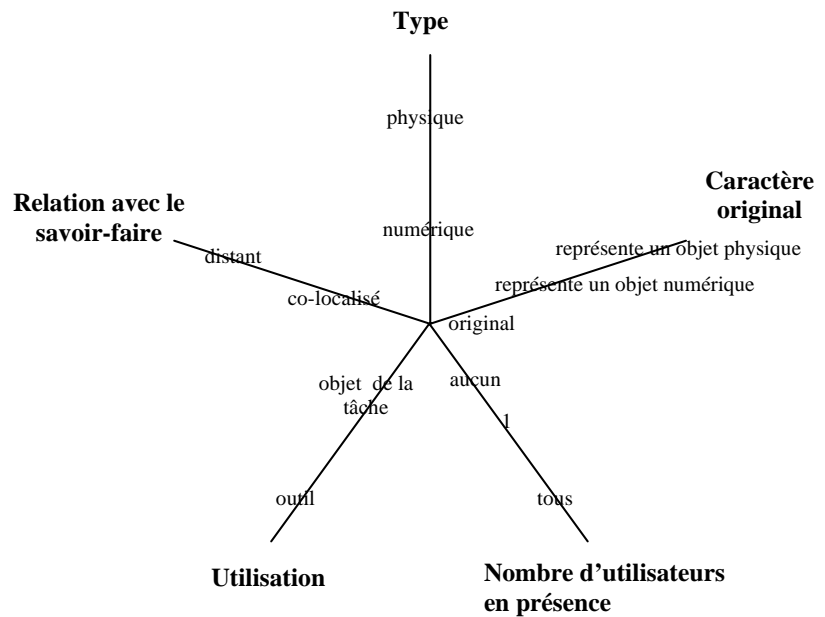 Type
physique
numérique
Caractère
original
représente un objet physique
représente un objet numérique
original
Relation avec le
savoir-faire
distant
co-localisé
objet de la
tâche
outil
Utilisation
aucun
1
tous
Nombre d’utilisateurs
en présence